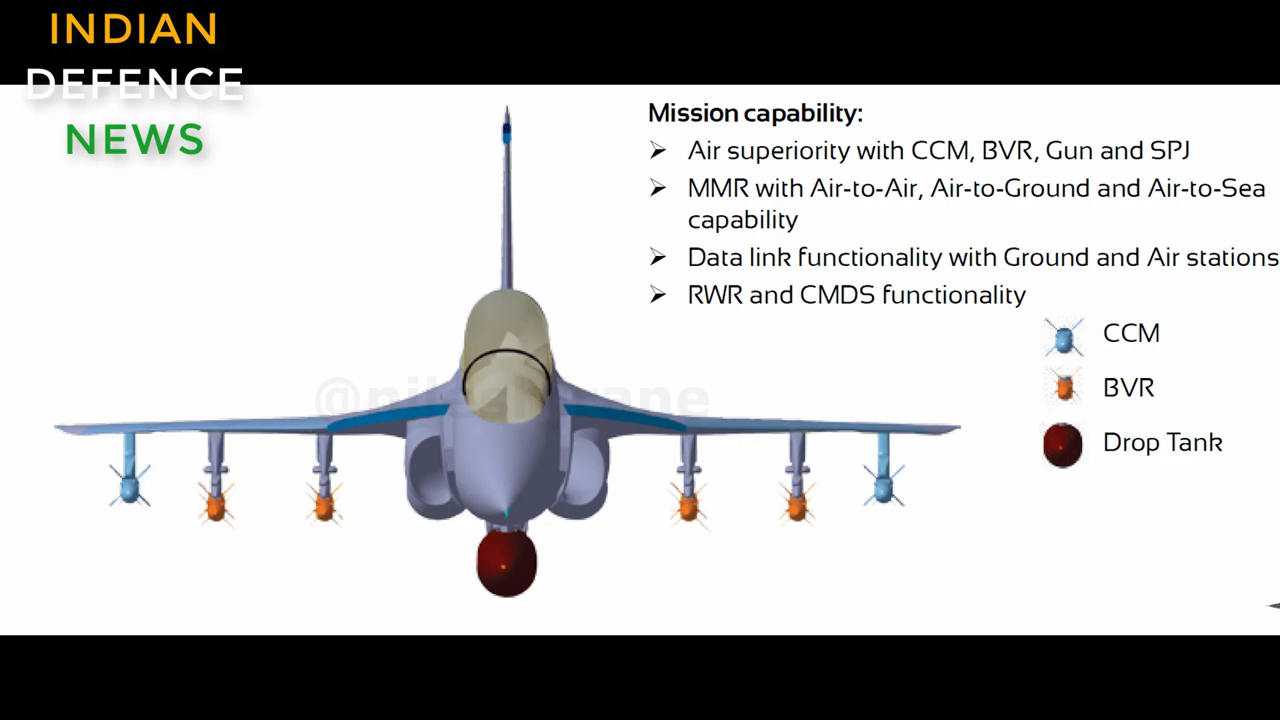 INDIAN
DEFENCE
NEWS
Mission capability:
Air superiority with CCM, BVR, Gun and SPJ
MMR with Air-to-Air, Air-to-Ground and Air-to-Sea
capability
Data link functionality with Ground and Air stations
RWR and CMDS functionality
CCM
BVR
Drop Tank